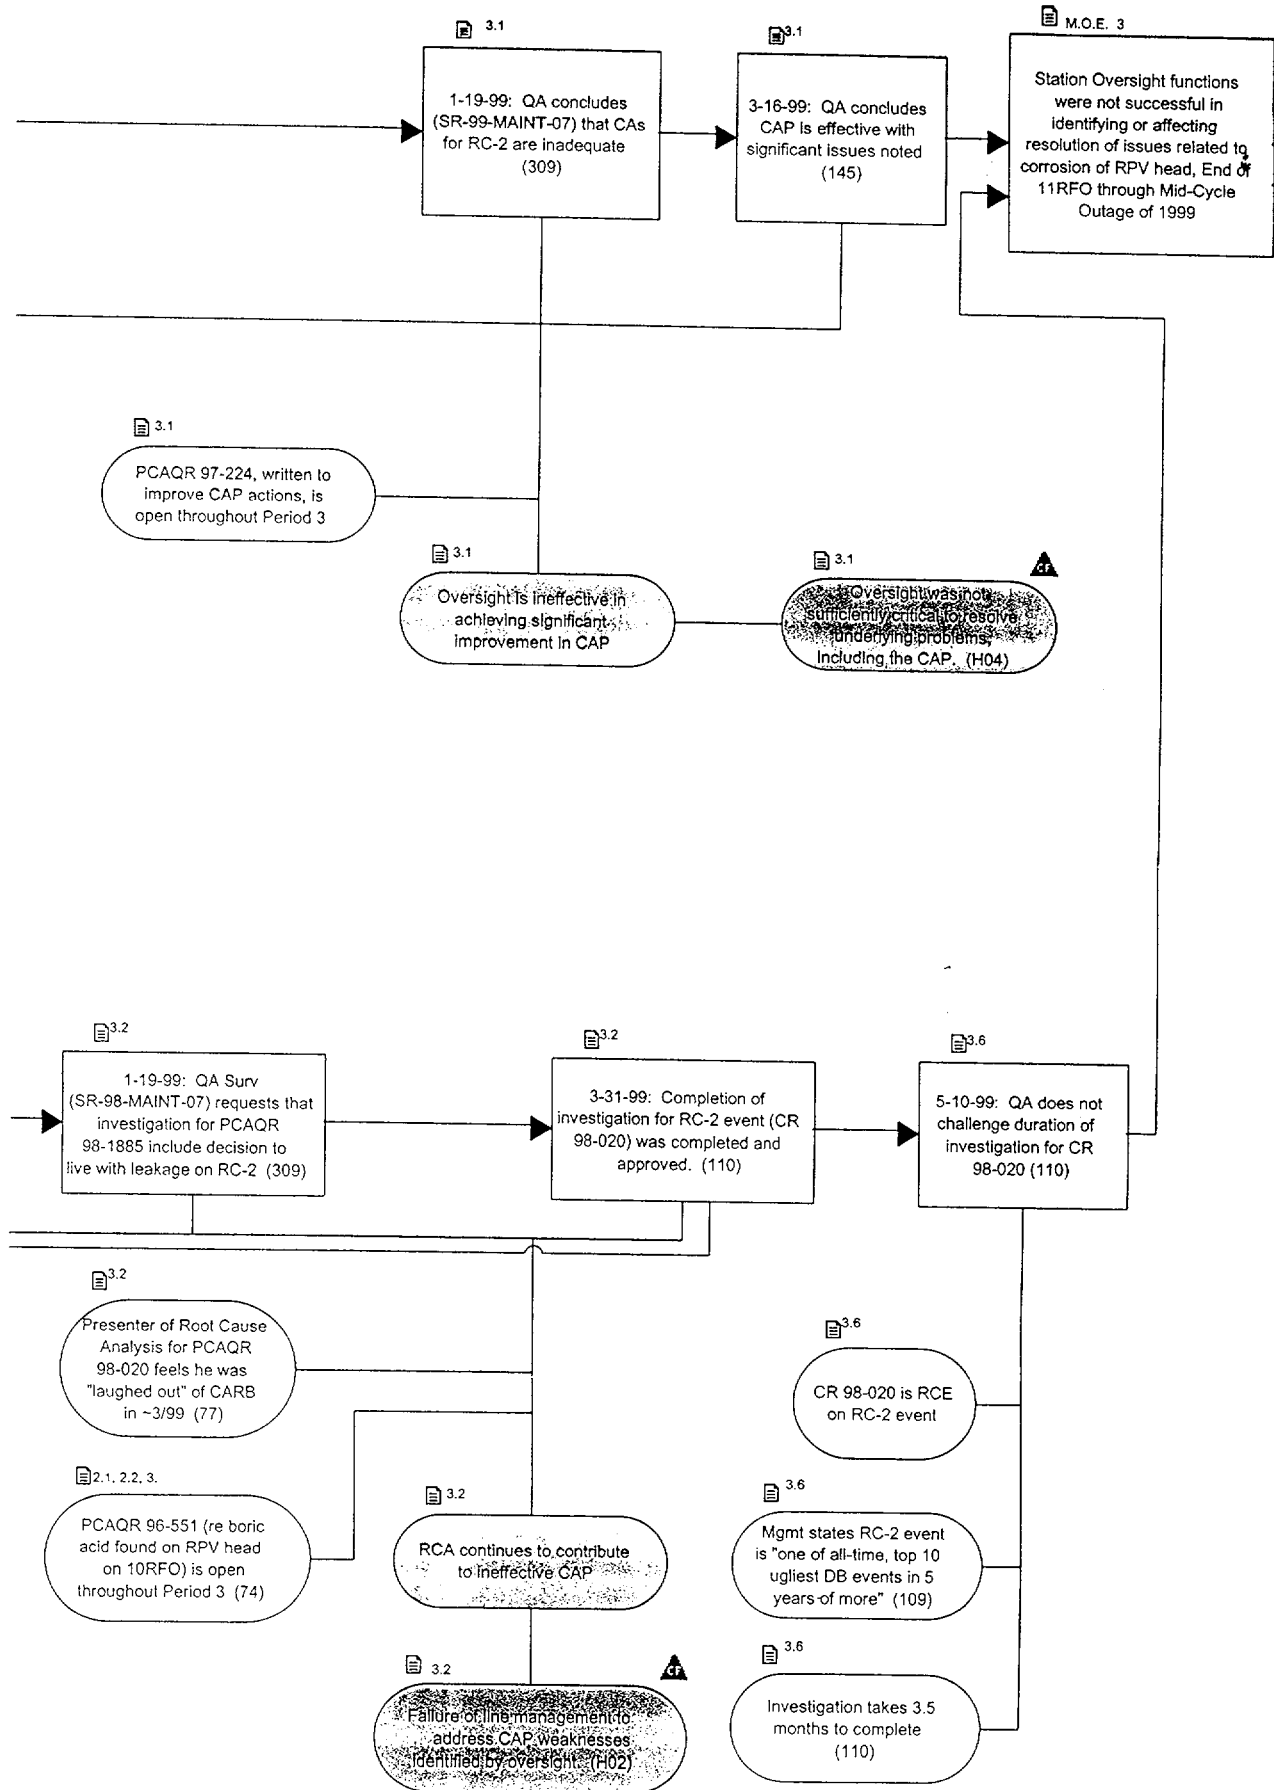 3.1
1-19-99: QA concludes
(SR-99-MAINT-07) that CAs
for RC-2 are inadequate
(309)
3.1
3-16-99: QA concludes
CAP is effective with
significant issues noted
(145)
M.O.E. 3
Station Oversight functions
were not successful in
identifying or affecting
resolution of issues related to
corrosion of RPV head, End of
11RFO through Mid-Cycle
Outage of 1999
3.1
PCAQR 97-224, written to
improve CAP actions, is
open throughout Period 3
3.1
Oversight is ineffective in
achieving significant
improvement in CAP
3.1
CF
Oversight was not
sufficiently critical to resolve
underlying problems,
including the CAP. (H04)
3.2
1-19-99: QA Surv
(SR-98-MAINT-07) requests that
investigation for PCAQR
98-1885 include decision to
live with leakage on RC-2 (309)
3.2
3-31-99: Completion of
investigation for RC-2 event (CR
98-020) was completed and
approved. (110)
3.6
5-10-99: QA does not
challenge duration of
investigation for CR
98-020 (110)
3.2
Presenter of Root Cause
Analysis for PCAQR
98-020 feels he was
"laughed out" of CARB
in ~3/99 (77)
2.1, 2.2, 3.
PCAQR 96-551 (re boric
acid found on RPV head
on 10RFO) is open
throughout Period 3 (74)
3.2
RCA continues to contribute
to ineffective CAP
3.2
CF
Failure of line management to
address CAP weaknesses
identified by oversight. (H02)
3.6
CR 98-020 is RCE
on RC-2 event
3.6
Mgmt states RC-2 event
is "one of all-time, top 10
ugliest DB events in 5
years of more" (109)
3.6
Investigation takes 3.5
months to complete
(110)